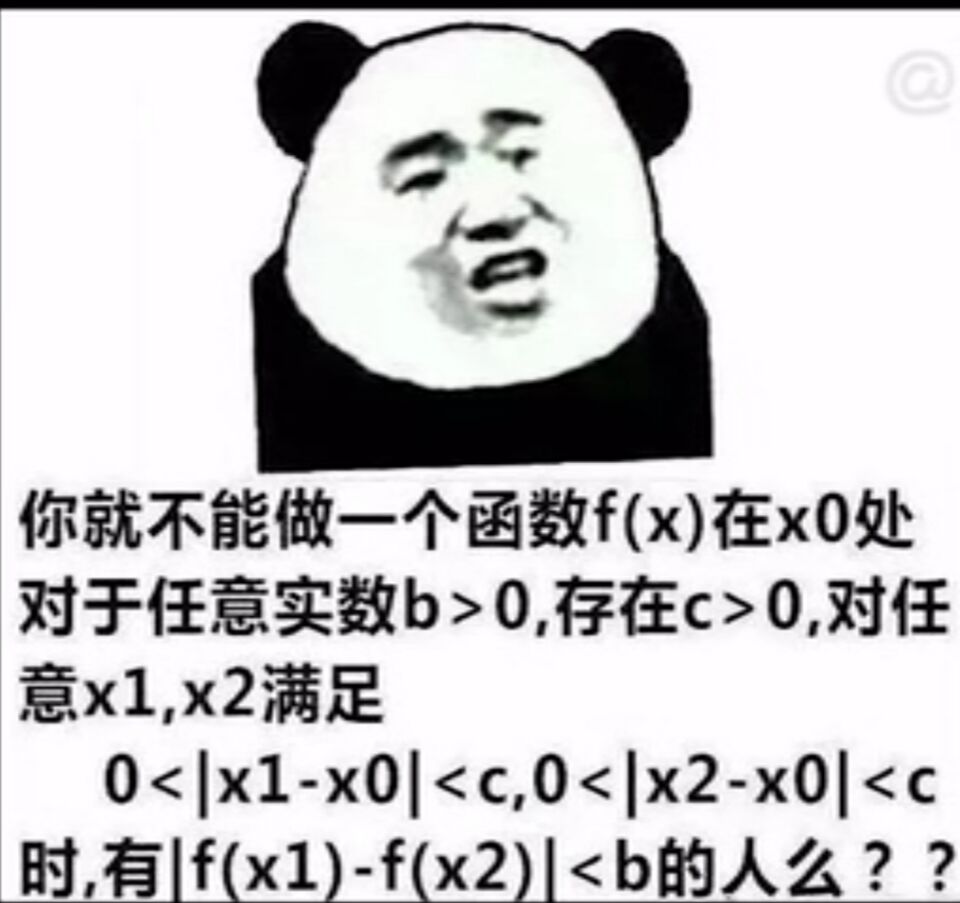 @
你就不能做一个函数f(x)在x0处
对于任意实数b>0,存在c>0,对任
意x1,x2满足
0<|x1-x0|<c,0<|x2-x0|<c
时,有|f(x1)-f(x2)|<b的人么？？